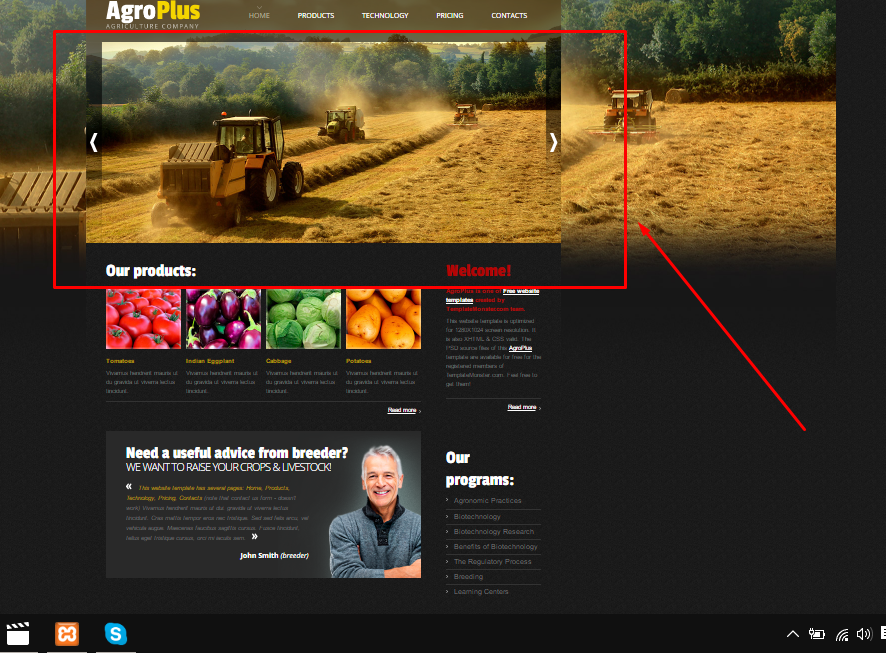 AgroPlus
AGRICULTURE COMPANY
HOME
PRODUCTS
TECHNOLOGY
PRICING
CONTACTS
Our products:
Tomatoes
Vivamus hendrerit mauris ut
dui gravida ut viverra lectus
tincidunt.
Indian Eggplant
Vivamus hendrerit mauris ut
dui gravida ut viverra lectus
tincidunt.
Cabbage
Vivamus hendrerit mauris ut
dui gravida ut viverra lectus
tincidunt.
Potatoes
Vivamus hendrerit mauris ut
dui gravida ut viverra lectus
tincidunt.
Read more
Welcome!
AgroPlus is one of Free website
templates created by
TemplateMonster.com team.
This website template is optimized
for 1280X1024 screen resolution. It
is also XHTML & CSS valid. The
PSD source files of this AgroPlus
template are available for free for the
registered members of
TemplateMonster.com. Feel free to
get them!
Read more
Need a useful advice from breeder?
WE WANT TO RAISE YOUR CROPS & LIVESTOCK!
“ This website template has several pages: Home, Products,
Technology, Pricing, Contacts (note that contact us form – doesn't
work) Vivamus hendrerit mauris ut dui gravida ut viverra lectus
tincidunt. Cras mattis tempor eros nec tristique. Sed sed felis arcu, vel
vehicula augue. Maecenas faucibus sagittis cursus. Fusce tincidunt,
tellus eget tristique cursus, orci mi iaculis sem. ”
John Smith (breeder)
Our
programs:
Agronomic Practices
Biotechnology
Biotechnology Research
Benefits of Biotechnology
The Regulatory Process
Breeding
Learning Centers